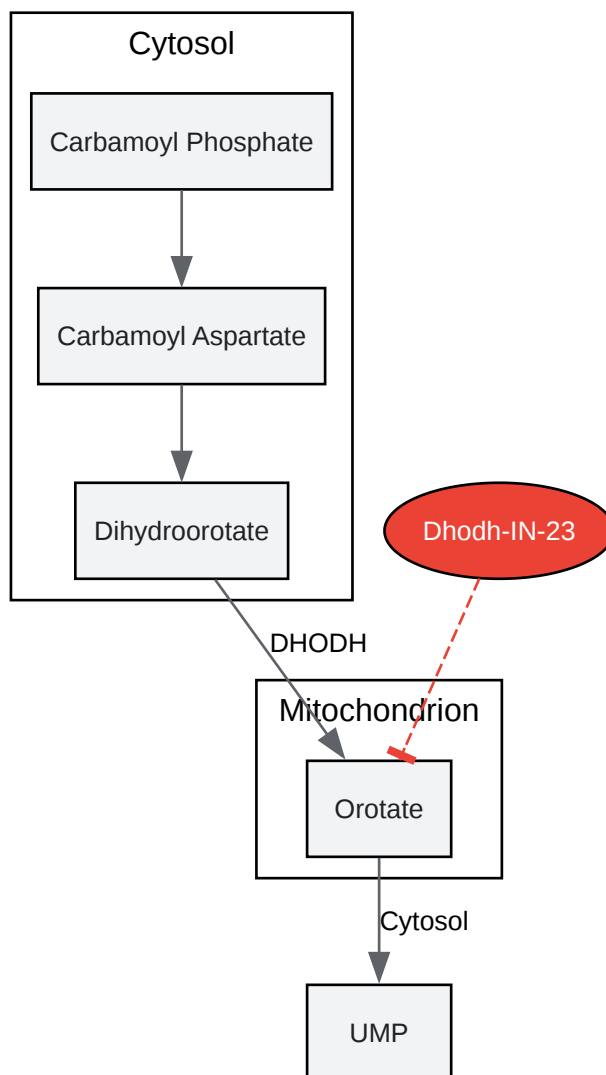 Cytosol
Carbamoyl Phosphate
Carbamoyl Aspartate
Dihydroorotate
Dhodh-IN-23
DHODH
Mitochondrion
Orotate
Cytosol
UMP